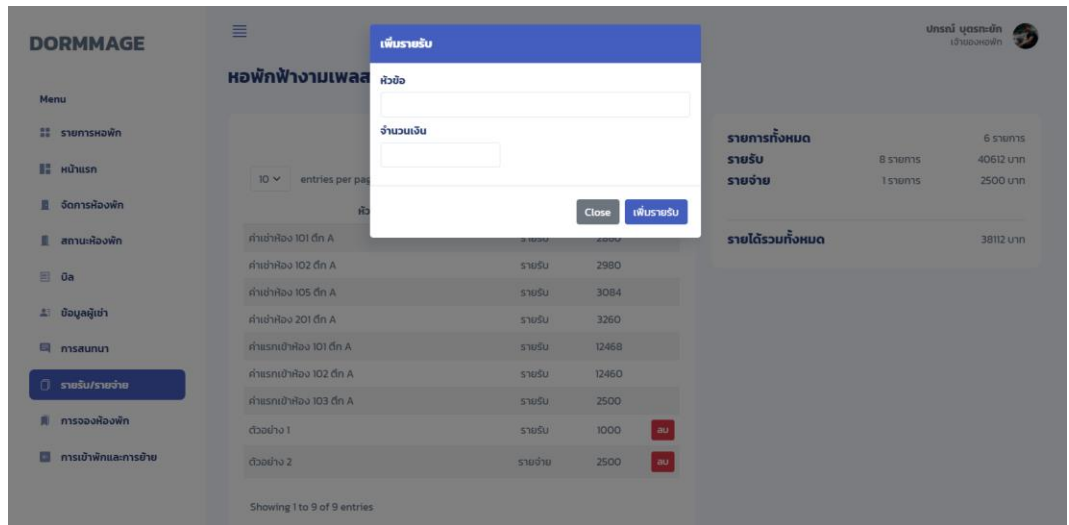 DORMMAGE
ปกรณ์ บุตรกะยัก
เจ้าของหอพัก
หอพักฟ้างามเพลส
Menu
รายการหอพัก
หน้าแรก
จัดการห้องพัก
สถานะห้องพัก
บิล
ข้อมูลผู้เช่า
การสนทนา
รายรับ/รายจ่าย
การจองห้องพัก
การเข้าพักและการย้าย
เพิ่มรายรับ
หัวข้อ
จำนวนเงิน
Close เพิ่มรายรับ
10 entries per
ค่าเช่าห้อง 101 ตึก A รายรับ
ค่าเช่าห้อง 102 ตึก A รายรับ 2980
ค่าเช่าห้อง 105 ตึก A รายรับ 3084
ค่าเช่าห้อง 201 ตึก A รายรับ 3260
ค่าแรกเข้าห้อง 101 ตึก A รายรับ 12468
ค่าแรกเข้าห้อง 102 ตึก A รายรับ 12460
ค่าแรกเข้าห้อง 103 ตึก A รายรับ 2500
ตัวอย่าง 1 รายรับ 1000 ลบ
ตัวอย่าง 2 รายจ่าย 2500 ลบ
Showing 1 to 9 of 9 entries
รายการทั้งหมด 6 รายการ
รายรับ 8 รายการ 40612 บาท
รายจ่าย 1 รายการ 2500 บาท
รายได้รวมทั้งหมด 38112 บาท